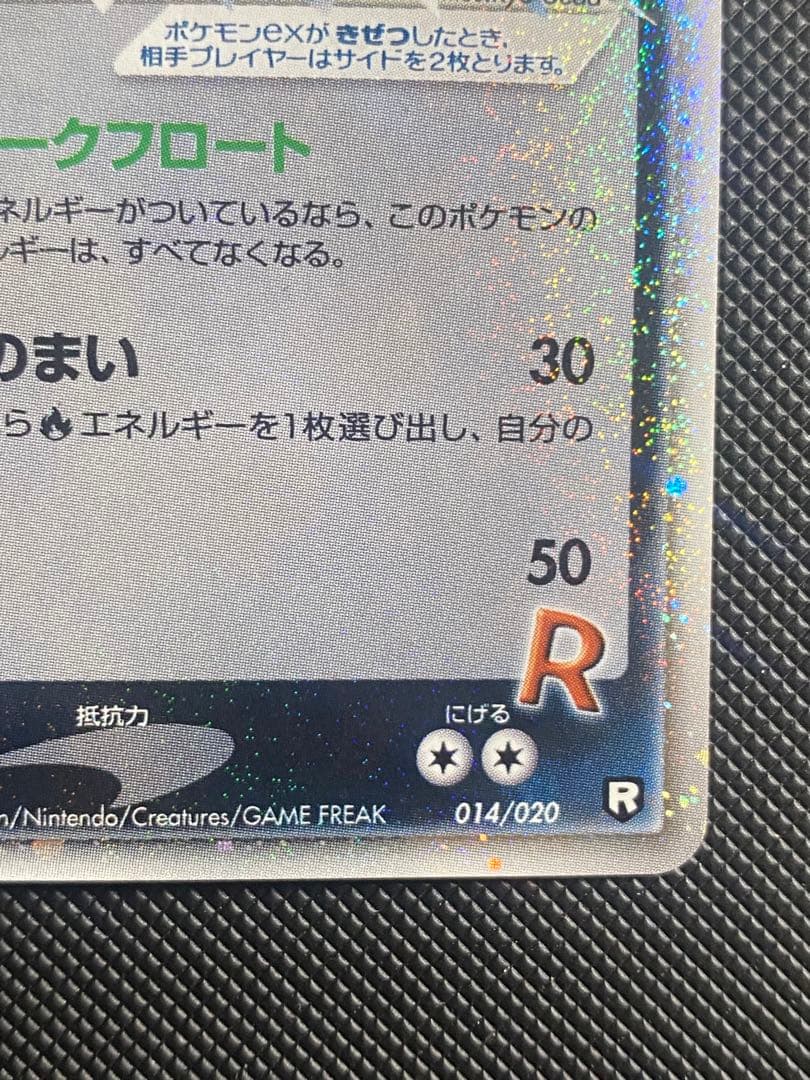 ポケモンexが きぜつしたとき、
相手プレイヤーはサイドを2枚とります。
ークフロート
ネルギーがついているなら、このポケモンの
ギーは、すべてなくなる。
のまい 30
ら エネルギーを1枚選び出し、自分の
50
R
抵抗力 にげる
/Nintendo/Creatures/GAME FREAK 014/020 R